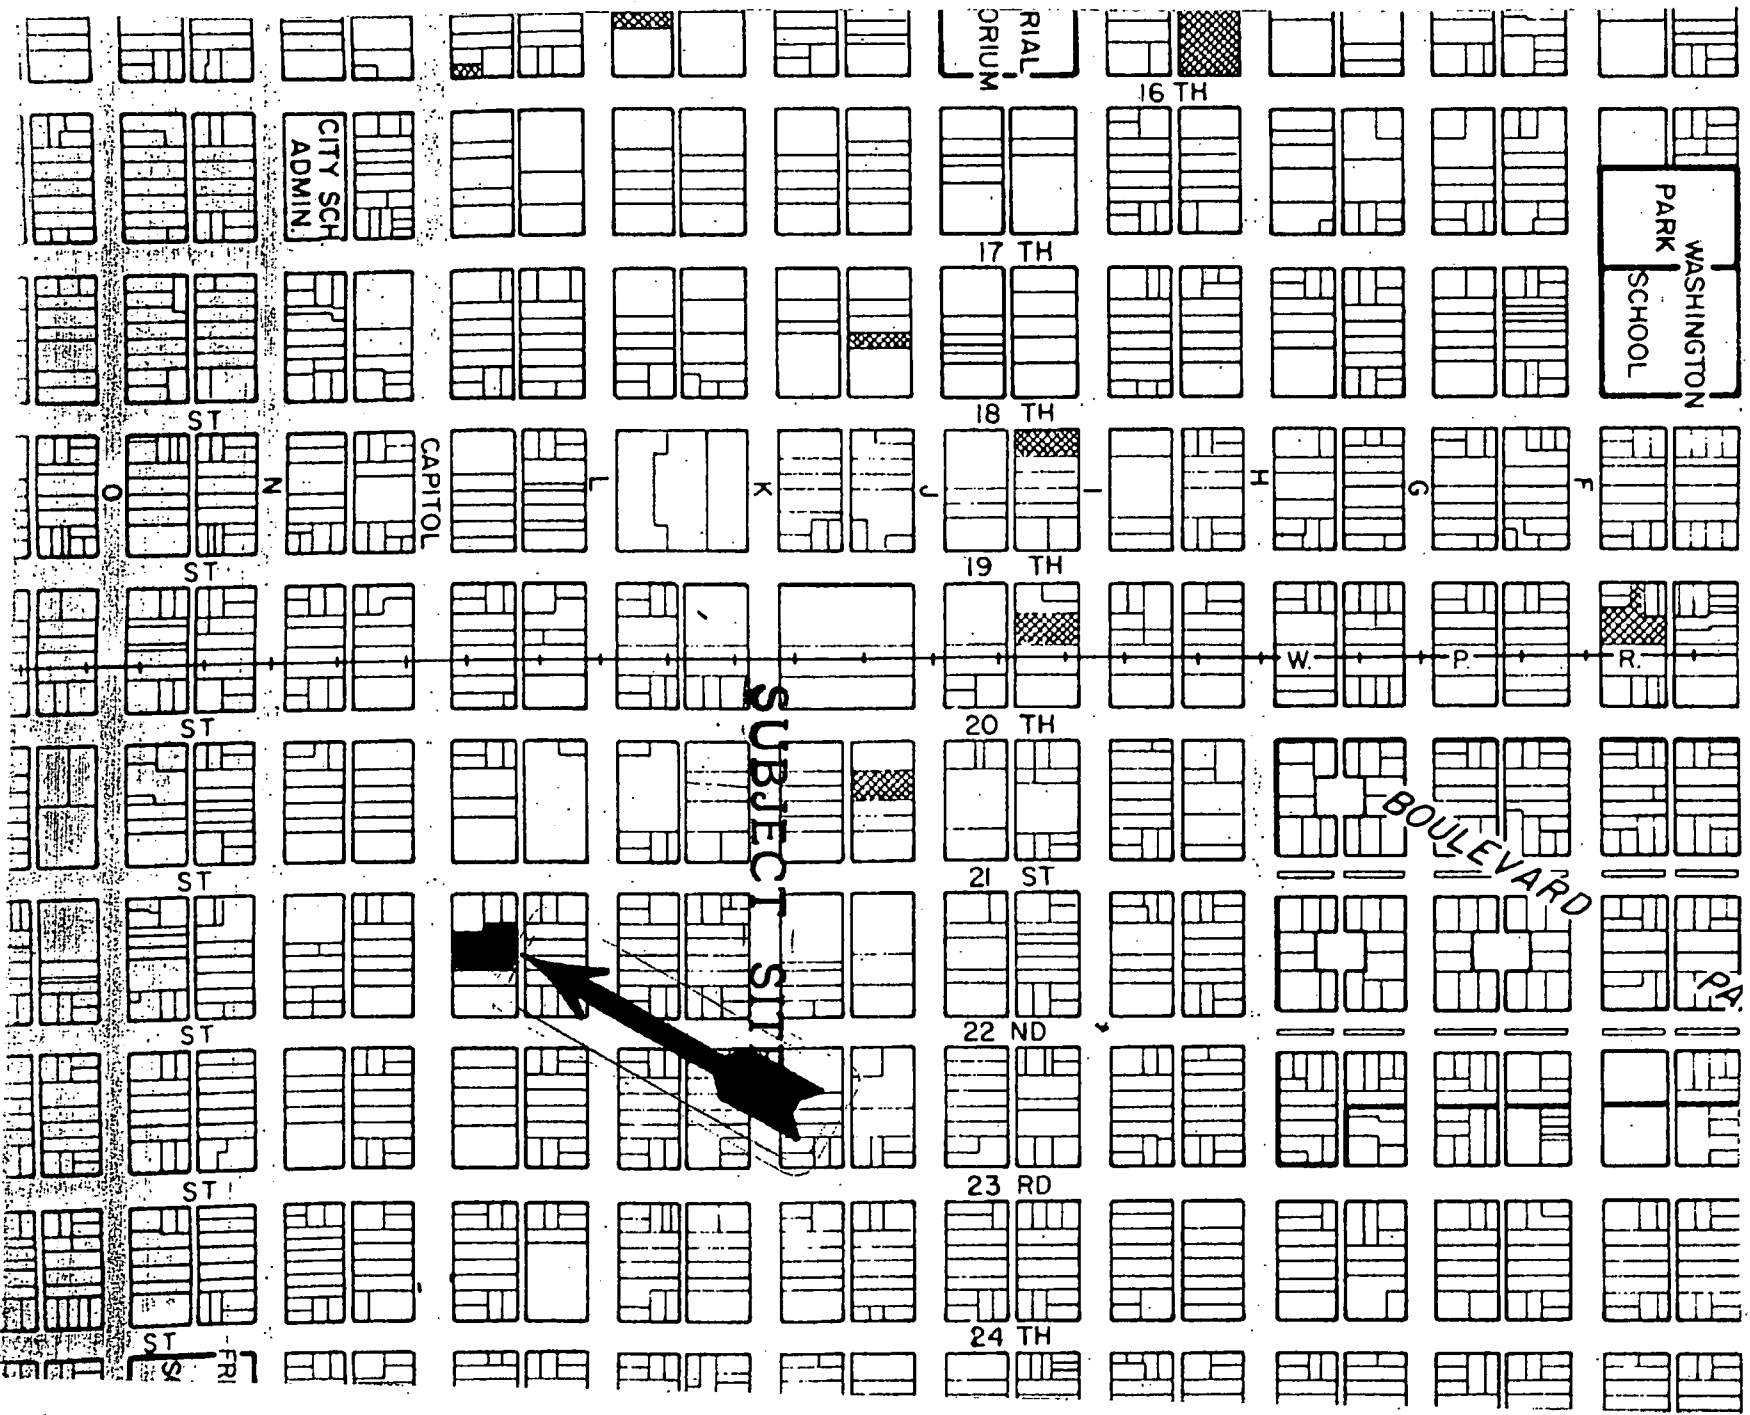 RIAL
ORIUM
16 TH
CITY SCH.
ADMIN.
WASHINGTON
PARK
SCHOOL
17 TH
ST
18 TH
O
N
CAPITOL
L
K
J
I
H
G
F
ST
19 TH
W. P. R.
ST
20 TH
SUBJECT SITE
BOULEVARD
ST
21 ST
PA
ST
22 ND
ST
23 RD
ST
24 TH
FR